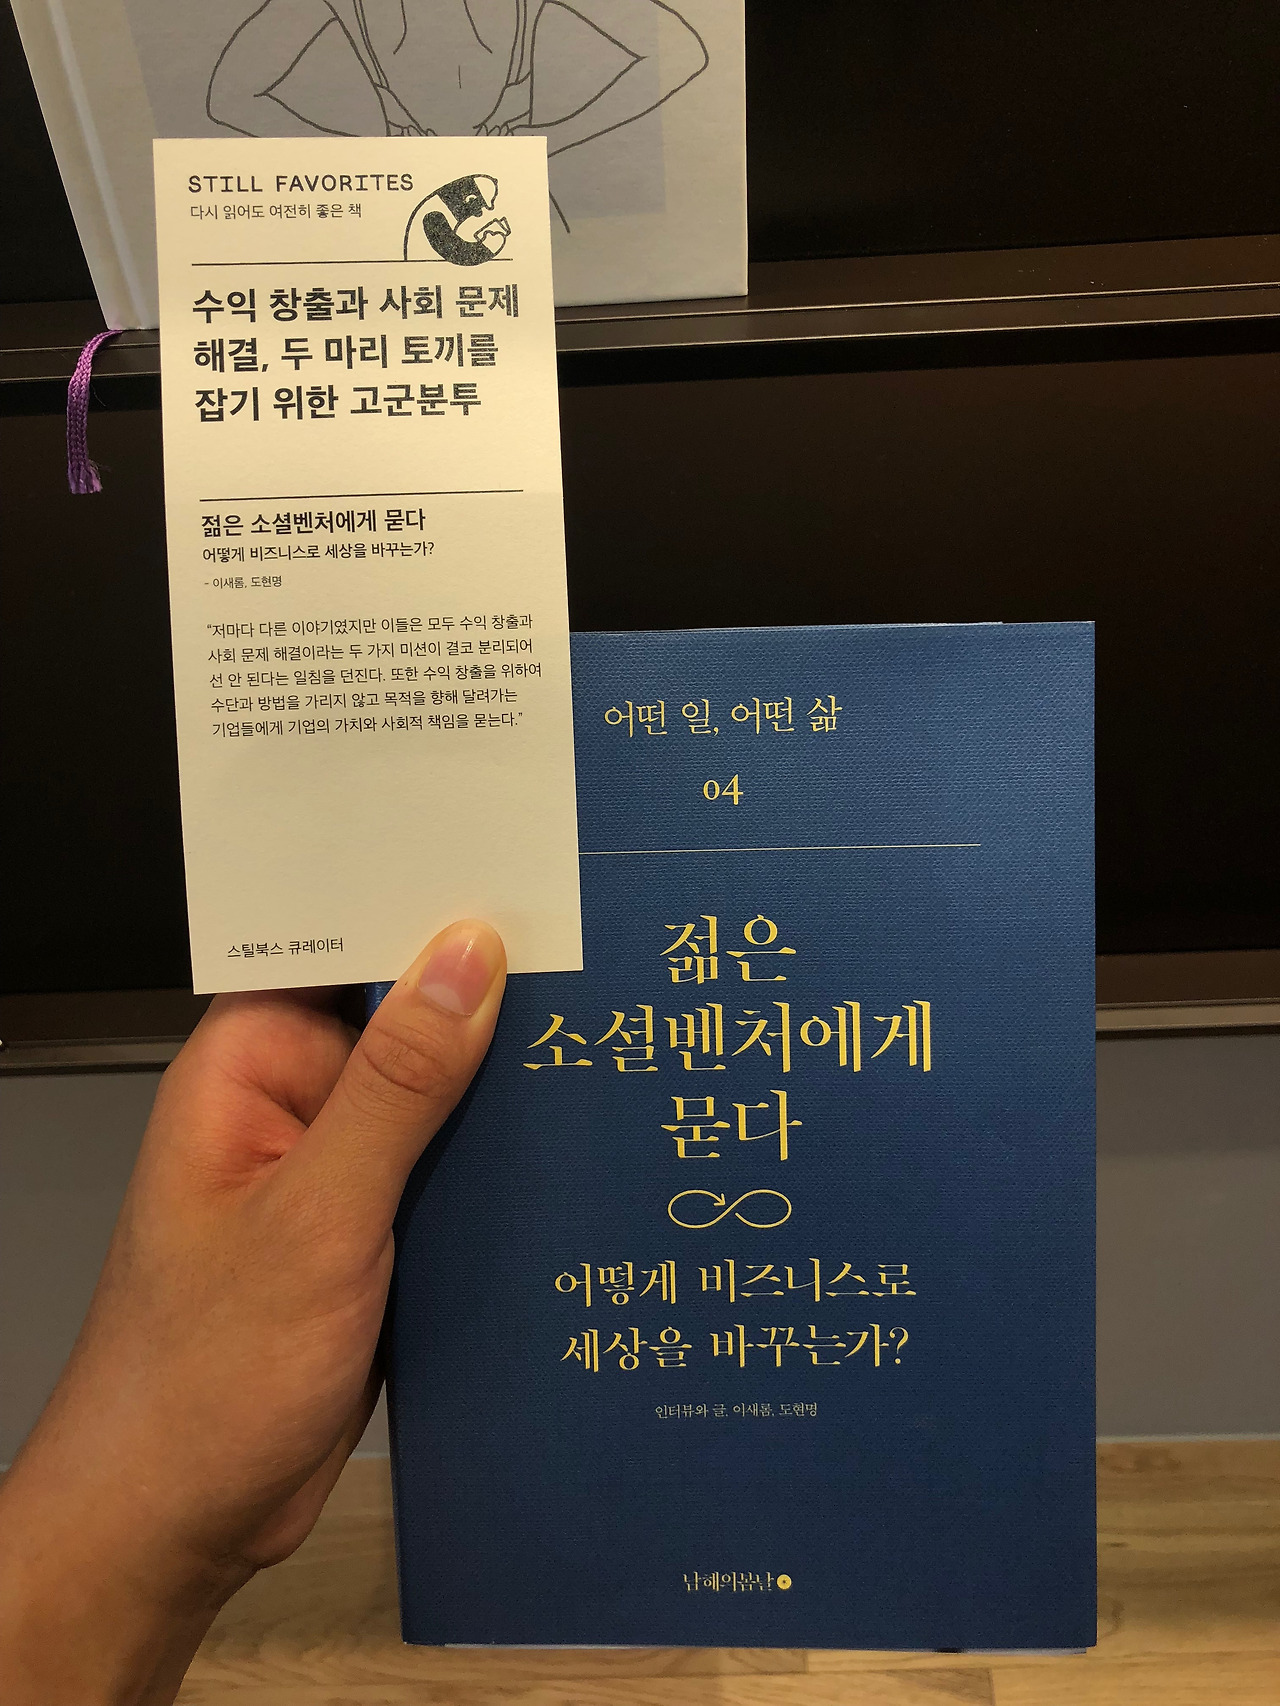 STILL FAVORITES
다시 읽어도 여전히 좋은 책
수익 창출과 사회 문제
해결, 두 마리 토끼를
잡기 위한 고군분투
젊은 소셜벤처에게 묻다
어떻게 비즈니스로 세상을 바꾸는가?
- 이새롬, 도현명
“저마다 다른 이야기였지만 이들은 모두 수익 창출과
사회 문제 해결이라는 두 가지 미션이 결코 분리되어
선 안 된다는 일침을 던진다. 또한 수익 창출을 위하여
수단과 방법을 가리지 않고 목적을 향해 달려가는
기업들에게 기업의 가치와 사회적 책임을 묻는다.”
스틸북스 큐레이터
어떤 일, 어떤 삶
04
젊은
소셜벤처에게
묻다
어떻게 비즈니스로
세상을 바꾸는가?
인터뷰와 글, 이새롬, 도현명
남해의봄날